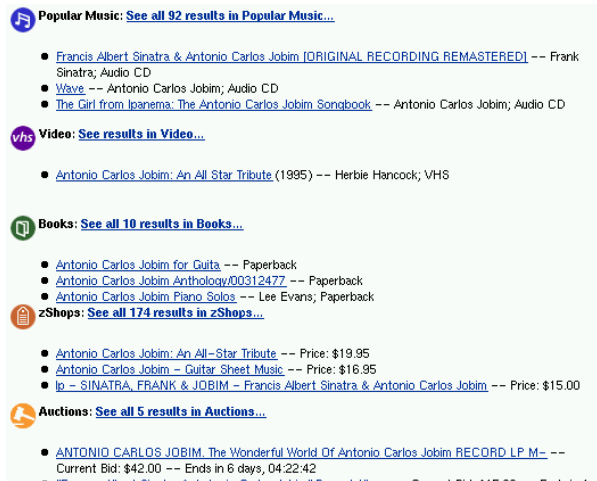 Popular Music: See all 92 results in Popular Music...
Francis Albert Sinatra & Antonio Carlos Jobim [ORIGINAL RECORDING REMASTERED] -- Frank
Sinatra; Audio CD
Wave -- Antonio Carlos Jobim; Audio CD
The Girl from Ipanema: The Antonio Carlos Jobim Songbook -- Antonio Carlos Jobim; Audio CD
vhs Video: See results in Video...
Antonio Carlos Jobim: An All Star Tribute (1995) -- Herbie Hancock; VHS
Books: See all 10 results in Books...
Antonio Carlos Jobim for Guita -- Paperback
Antonio Carlos Jobim Anthology/00312477 -- Paperback
Antonio Carlos Jobim Piano Solos -- Lee Evans; Paperback
zShops: See all 174 results in zShops...
Antonio Carlos Jobim: An All-Star Tribute -- Price: $19.95
Antonio Carlos Jobim - Guitar Sheet Music -- Price: $16.95
lp - SINATRA, FRANK & JOBIM - Francis Albert Sinatra & Antonio Carlos Jobim -- Price: $15.00
Auctions: See all 5 results in Auctions...
ANTONIO CARLOS JOBIM. The Wonderful World Of Antonio Carlos Jobim RECORD LP M- --
Current Bid: $42.00 -- Ends in 6 days, 04:22:42